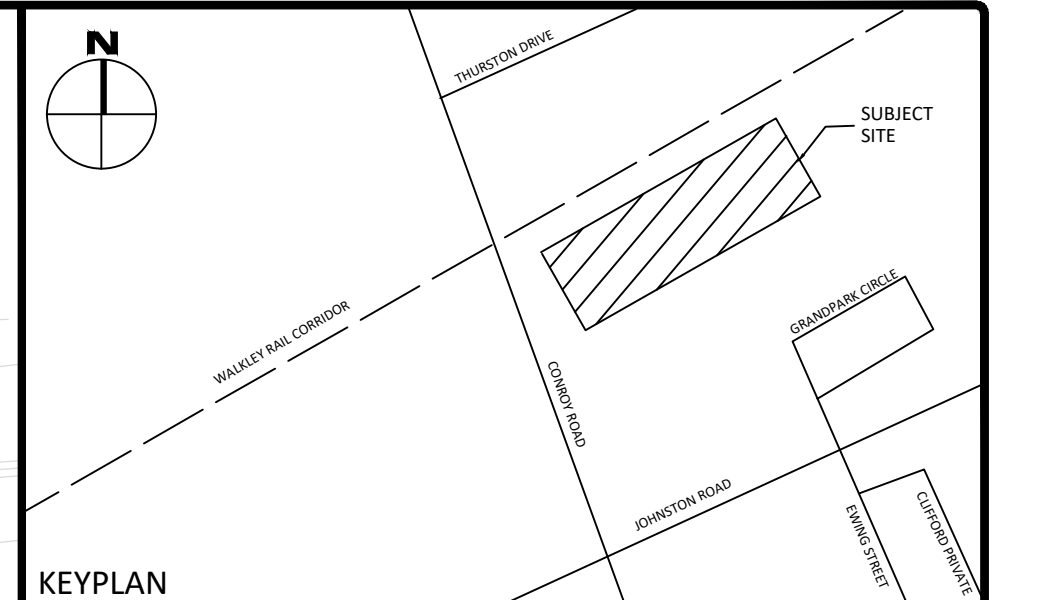 N
THURSTON DRIVE
SUBJECT
SITE
GRANDPARK CIRCLE
WALKLEY RAIL CORRIDOR
CONROY ROAD
JOHNSTON ROAD
EWING STREET
CLIFFORD PRIVATE
KEYPLAN